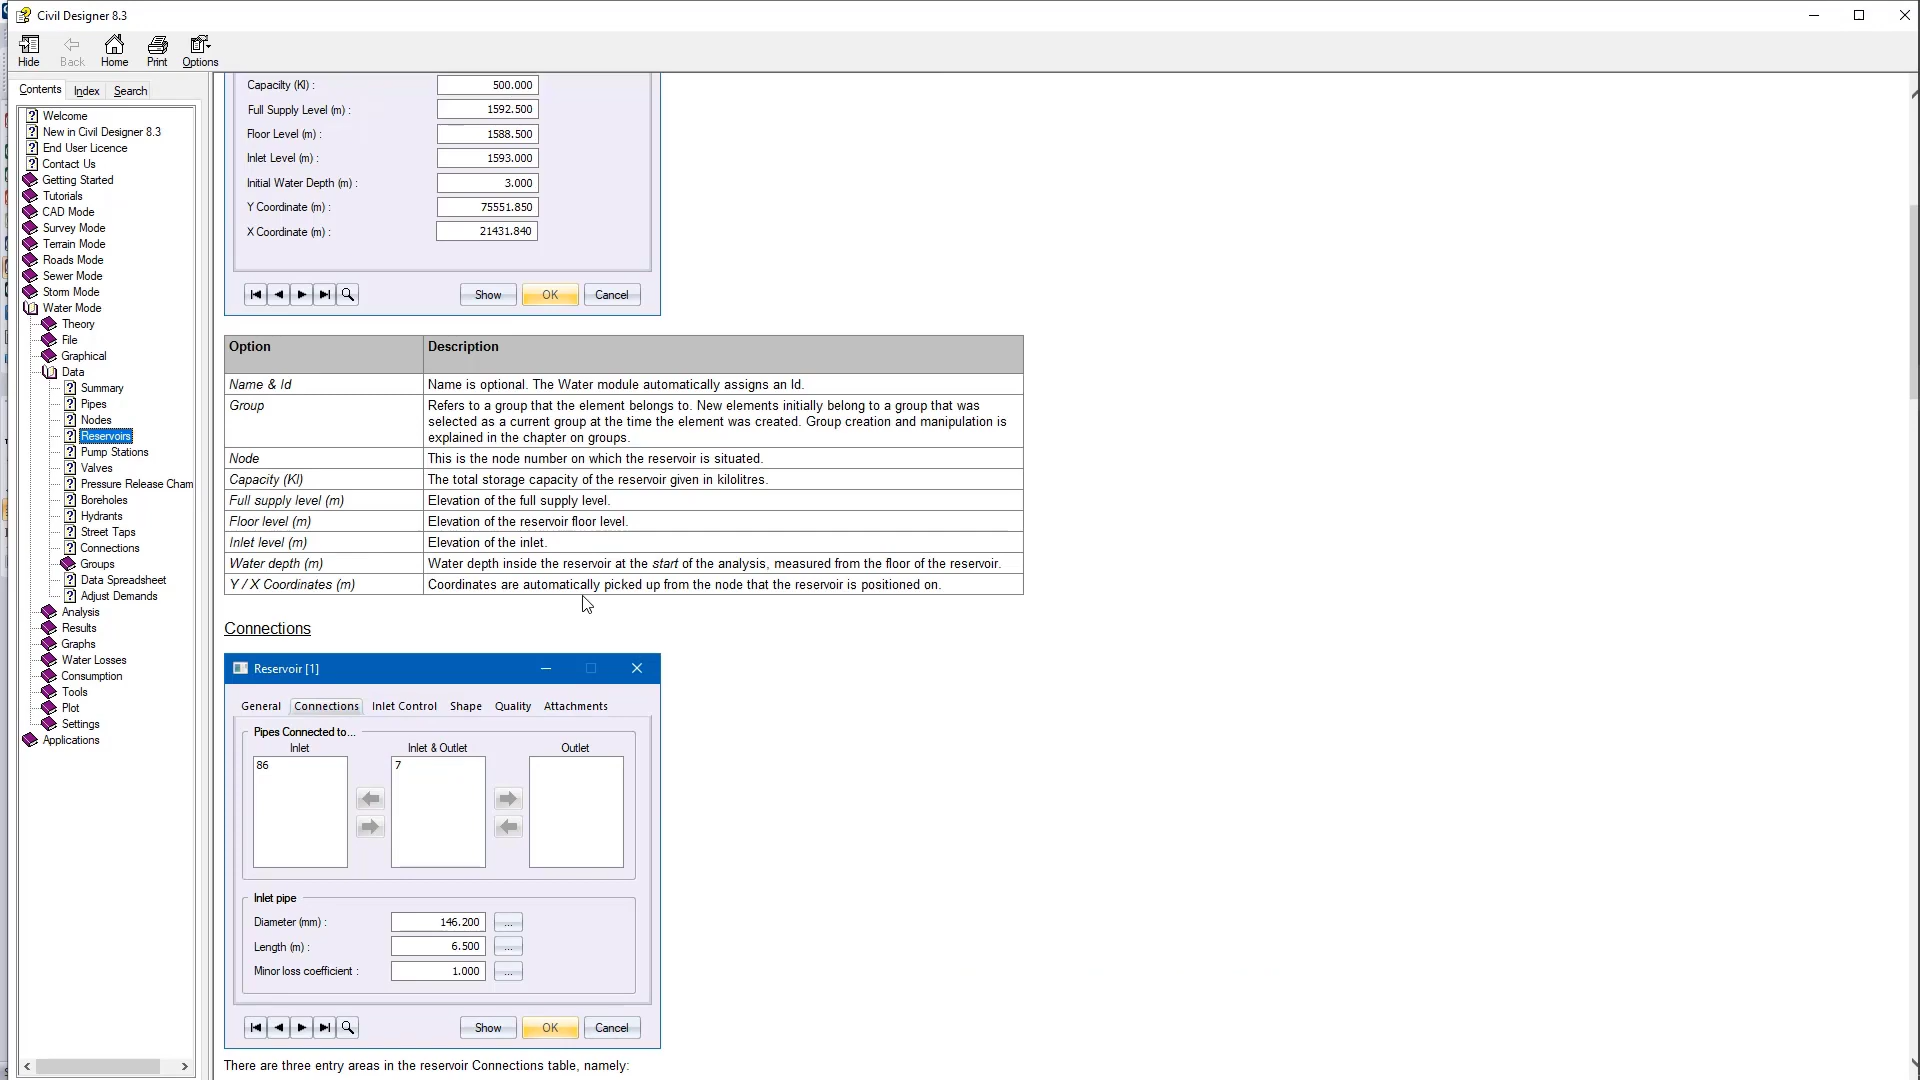 Civil Designer 8.3
Hide
Back
Home
Print
Options
Contents
Index
Search
Welcome
New in Civil Designer 8.3
End User Licence
Contact Us
Getting Started
Tutorials
CAD Mode
Survey Mode
Terrain Mode
Roads Mode
Sewer Mode
Storm Mode
Water Mode
Theory
File
Graphical
Data
Summary
Pipes
Nodes
Reservoirs
Pump Stations
Valves
Pressure Release Cham
Boreholes
Hydrants
Street Taps
Connections
Groups
Data Spreadsheet
Adjust Demands
Analysis
Results
Graphs
Water Losses
Consumption
Tools
Plot
Settings
Applications
Capacilty (Kl) : 500.000
Full Supply Level (m) : 1592.500
Floor Level (m) : 1588.500
Inlet Level (m) : 1593.000
Initial Water Depth (m) : 3.000
Y Coordinate (m) : 75551.850
X Coordinate (m) : 21431.840
Show OK Cancel
Option Description
Name & Id Name is optional. The Water module automatically assigns an Id.
Group Refers to a group that the element belongs to. New elements initially belong to a group that was
selected as a current group at the time the element was created. Group creation and manipulation is
explained in the chapter on groups.
Node This is the node number on which the reservoir is situated.
Capacity (Kl) The total storage capacity of the reservoir given in kilolitres.
Full supply level (m) Elevation of the full supply level.
Floor level (m) Elevation of the reservoir floor level.
Inlet level (m) Elevation of the inlet.
Water depth (m) Water depth inside the reservoir at the start of the analysis, measured from the floor of the reservoir.
Y / X Coordinates (m) Coordinates are automatically picked up from the node that the reservoir is positioned on.
Connections
Reservoir [1]
General Connections Inlet Control Shape Quality Attachments
Pipes Connected to...
Inlet Inlet & Outlet Outlet
86 7
Inlet pipe
Diameter (mm) : 146.200 ...
Length (m) : 6.500 ...
Minor loss coefficient : 1.000 ...
Show OK Cancel
There are three entry areas in the reservoir Connections table, namely: